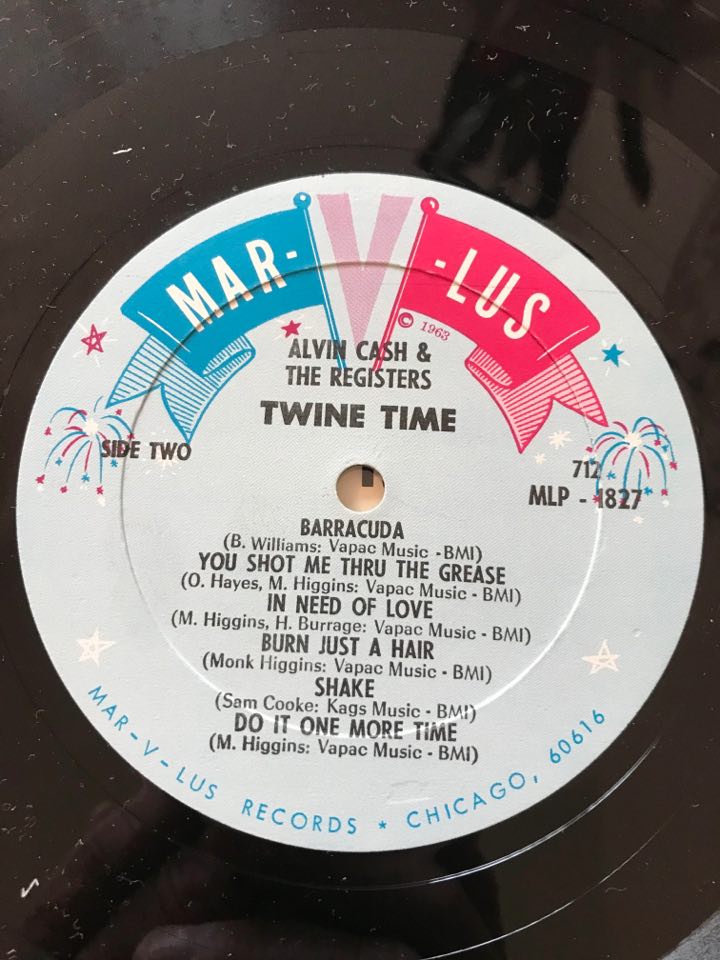 MAR-V-LUS
© 1963
ALVIN CASH &
THE REGISTERS
TWINE TIME
SIDE TWO
712
MLP - 1827
BARRACUDA
(B. Williams: Vapac Music - BMI)
YOU SHOT ME THRU THE GREASE
(O. Hayes, M. Higgins: Vapac Music - BMI)
IN NEED OF LOVE
(M. Higgins, H. Burrage: Vapac Music - BMI)
BURN JUST A HAIR
(Monk Higgins: Vapac Music - BMI)
SHAKE
(Sam Cooke: Kags Music - BMI)
DO IT ONE MORE TIME
(M. Higgins: Vapac Music - BMI)
MAR-V-LUS RECORDS * CHICAGO, 60616